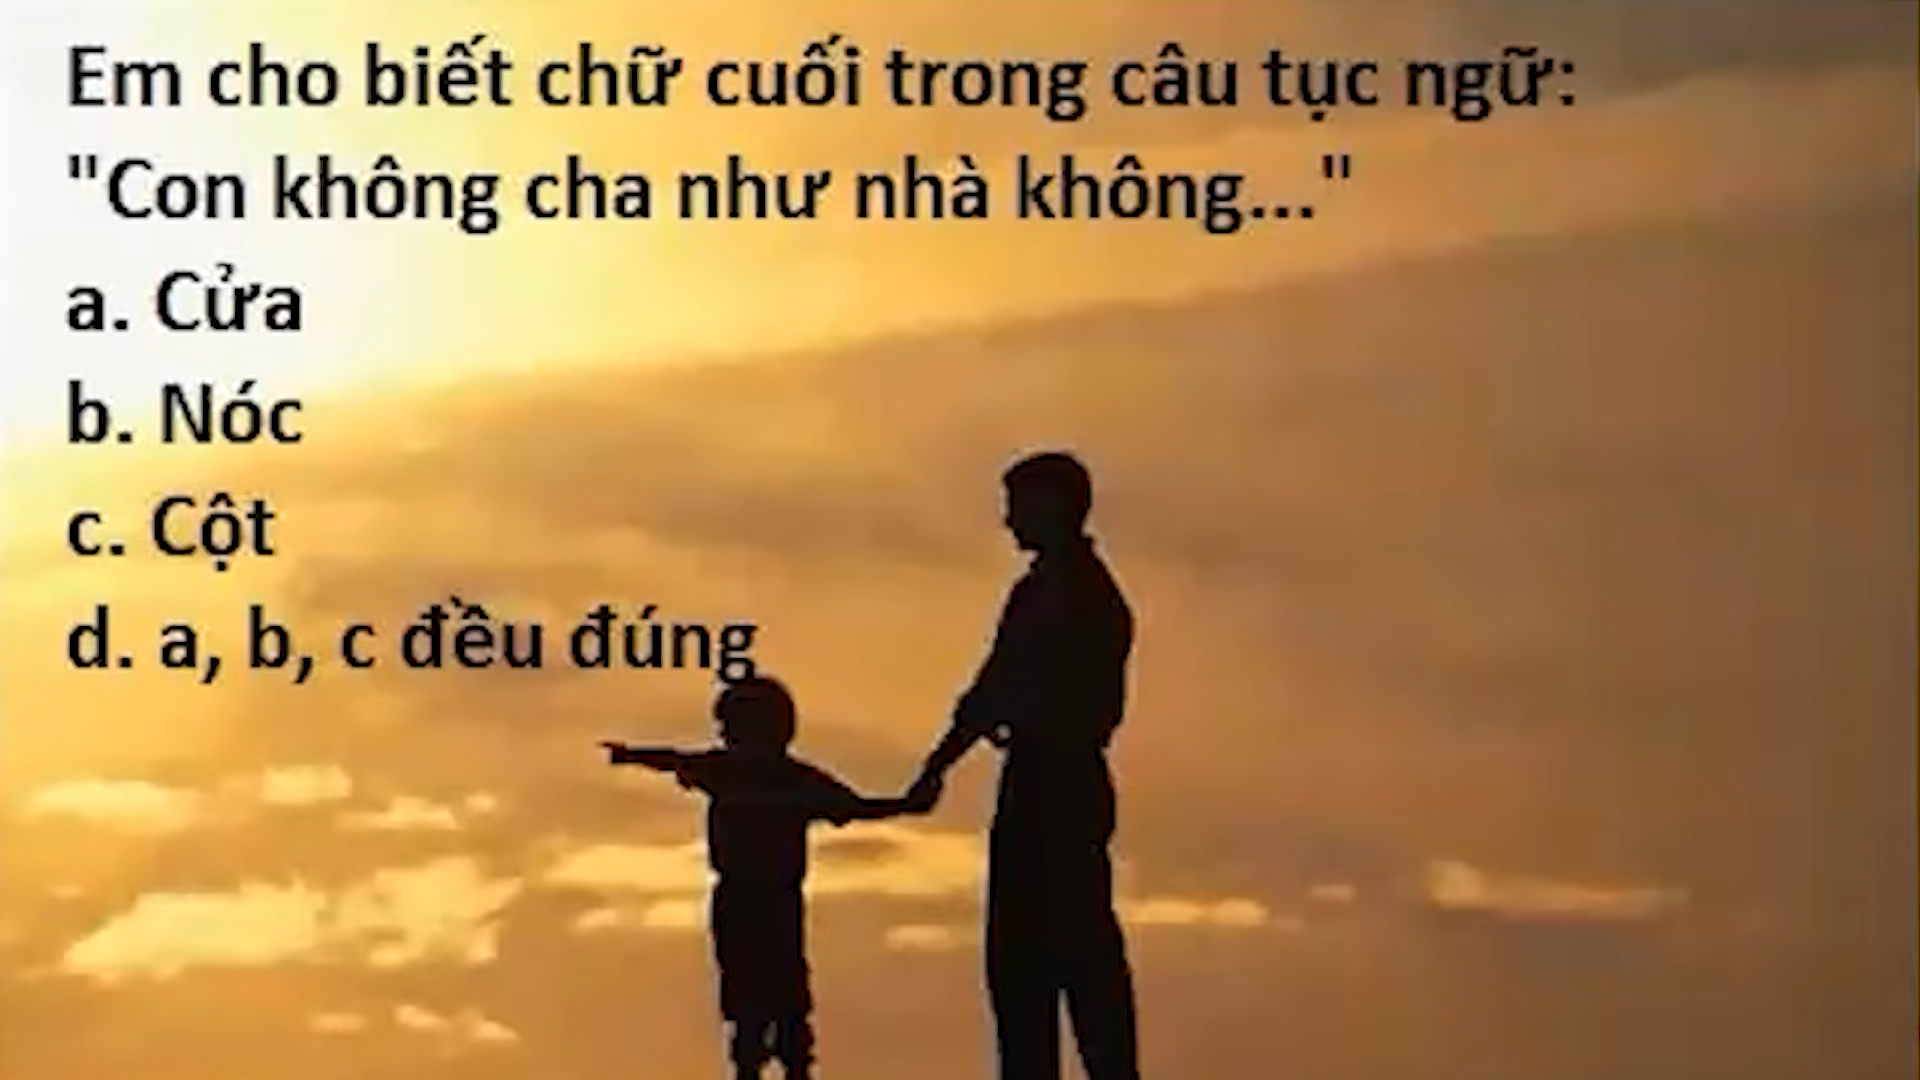 Em cho biết chữ cuối trong câu tục ngữ:
"Con không cha như nhà không..."
a. Cửa
b. Nóc
c. Cột
d. a, b, c đều đúng